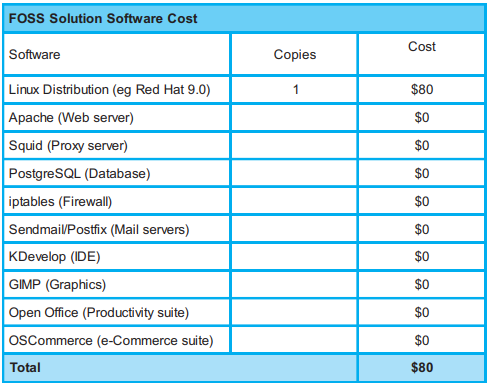 FOSS Solution Software Cost
Software Copies Cost
Linux Distribution (eg Red Hat 9.0) 1 $80
Apache (Web server) $0
Squid (Proxy server) $0
PostgreSQL (Database) $0
iptables (Firewall) $0
Sendmail/Postfix (Mail servers) $0
KDevelop (IDE) $0
GIMP (Graphics) $0
Open Office (Productivity suite) $0
OSCommerce (e-Commerce suite) $0
Total $80